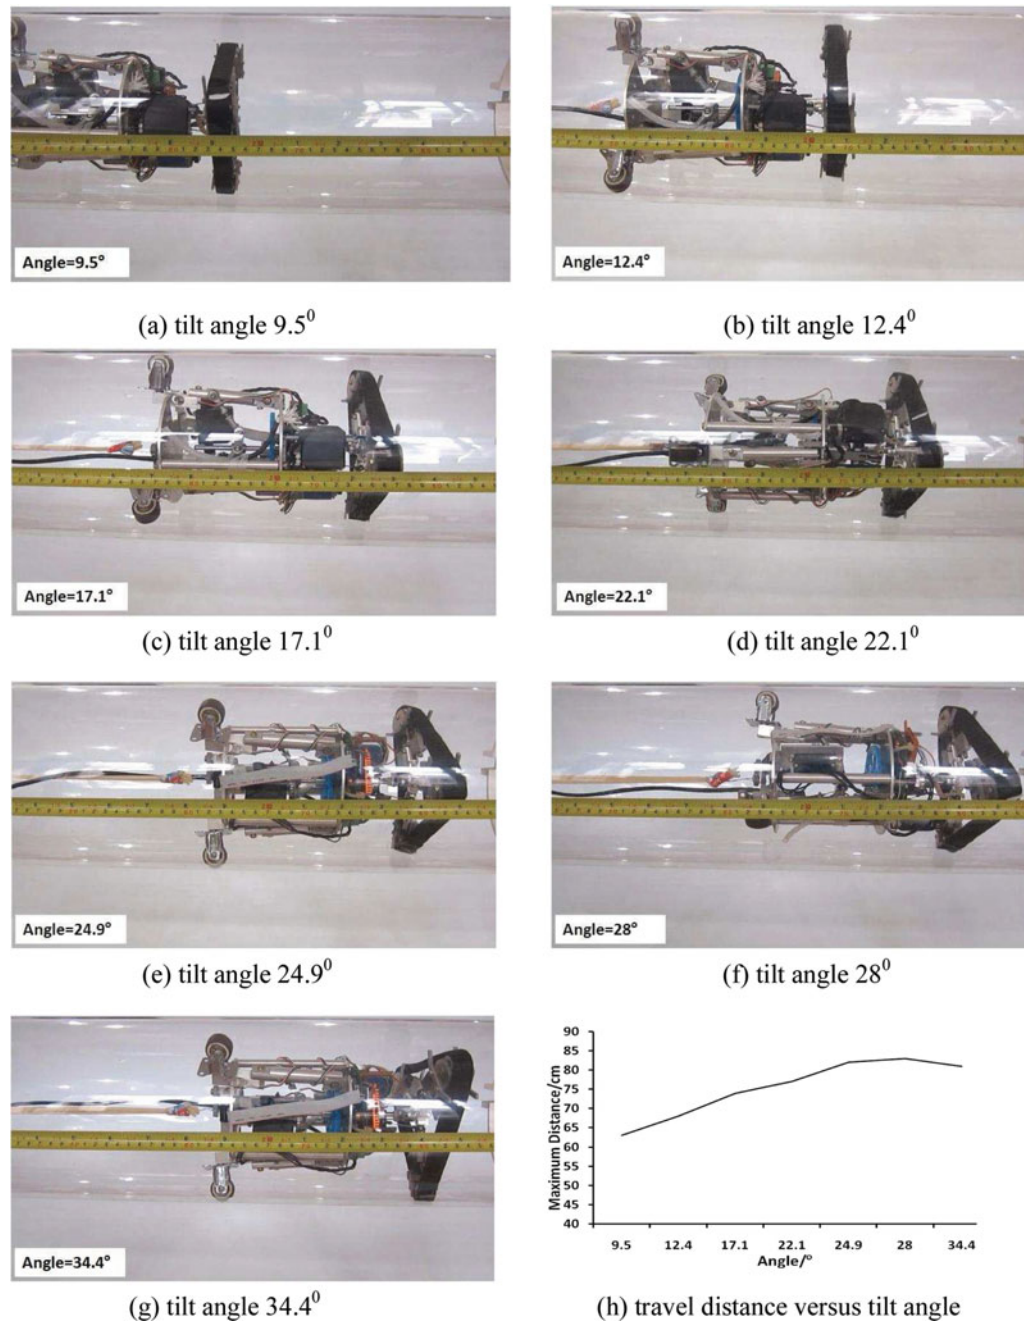 Angle=9.5°
Angle=12.4°
(a) tilt angle 9.5⁰
(b) tilt angle 12.4⁰
Angle=17.1°
Angle=22.1°
(c) tilt angle 17.1⁰
(d) tilt angle 22.1⁰
Angle=24.9°
Angle=28°
(e) tilt angle 24.9⁰
(f) tilt angle 28⁰
Angle=34.4°
Maximum Distance/cm
90
85
80
75
70
65
60
55
50
45
40
9.5 12.4 17.1 22.1 24.9 28 34.4
Angle/°
(g) tilt angle 34.4⁰
(h) travel distance versus tilt angle